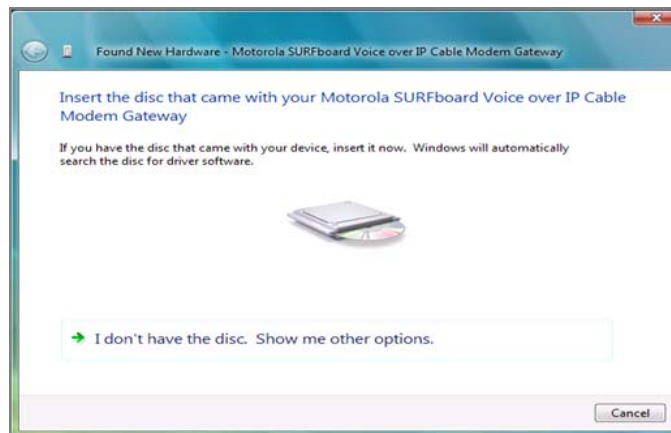 Found New Hardware - Motorola SURFboard Voice over IP Cable Modem Gateway
Insert the disc that came with your Motorola SURFboard Voice over IP Cable
Modem Gateway
If you have the disc that came with your device, insert it now. Windows will automatically
search the disc for driver software.
I don't have the disc. Show me other options.
Cancel